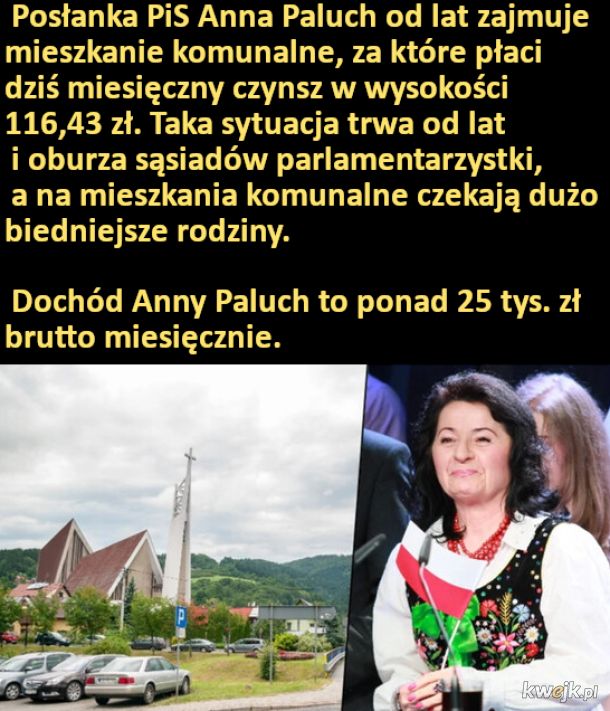 Posłanka PiS Anna Paluch od lat zajmuje
mieszkanie komunalne, za które płaci
dziś miesięczny czynsz w wysokości
116,43 zł. Taka sytuacja trwa od lat
i oburza sąsiadów parlamentarzystki,
a na mieszkania komunalne czekają dużo
biedniejsze rodziny.
Dochód Anny Paluch to ponad 25 tys. zł
brutto miesięcznie.
P
kwejk.pl